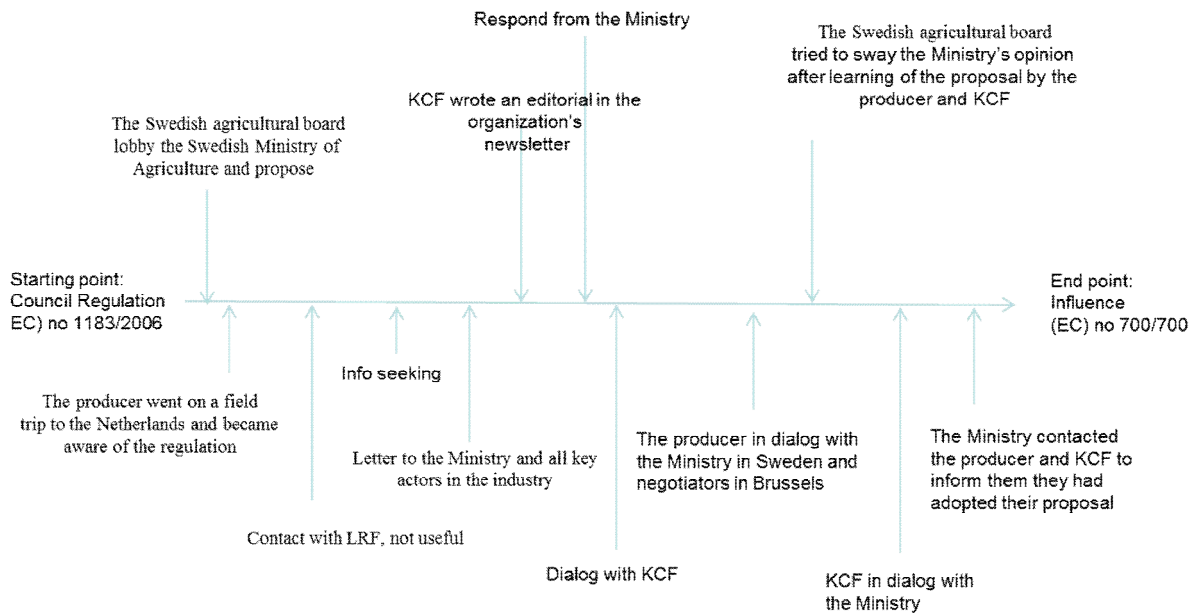 Respond from the Ministry
The Swedish agricultural board
tried to sway the Ministry's opinion
after learning of the proposal by the
producer and KCF
KCF wrote an editorial in the
organization's
newsletter
The Swedish agricultural board
lobby the Swedish Ministry of
Agriculture and propose
Starting point:
Council Regulation
EC) no 1183/2006
End point:
Influence
(EC) no 700/700
The producer went on a field
trip to the Netherlands and became
aware of the regulation
Info seeking
Letter to the Ministry and all key
actors in the industry
Contact with LRF, not useful
The producer in dialog with
the Ministry in Sweden and
negotiators in Brussels
The Ministry contacted
the producer and KCF to
inform them they had
adopted their proposal
Dialog with KCF
KCF in dialog with
the Ministry